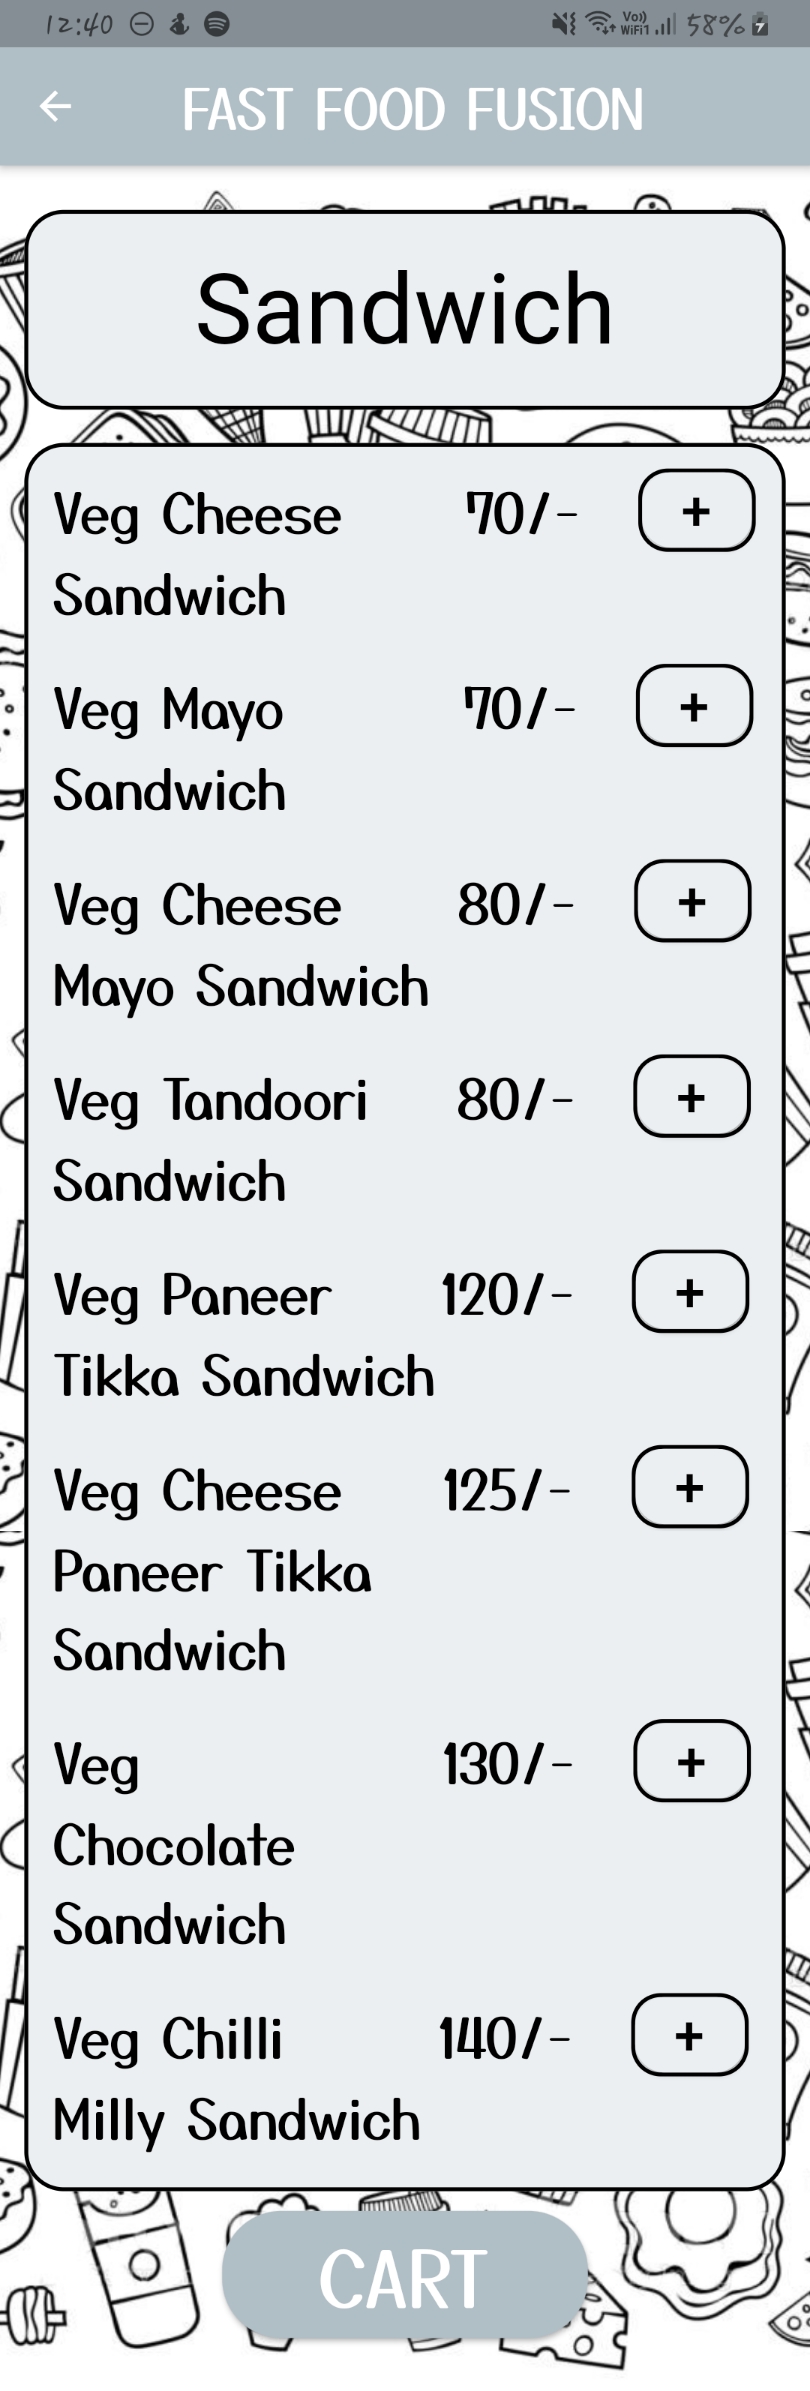 12:40 Vo)) WiFi1 58%
FAST FOOD FUSION
Sandwich
Veg Cheese 70/- +
Sandwich
Veg Mayo 70/- +
Sandwich
Veg Cheese 80/- +
Mayo Sandwich
Veg Tandoori 80/- +
Sandwich
Veg Paneer 120/- +
Tikka Sandwich
Veg Cheese 125/- +
Paneer Tikka
Sandwich
Veg 130/- +
Chocolate
Sandwich
Veg Chilli 140/- +
Milly Sandwich
CART